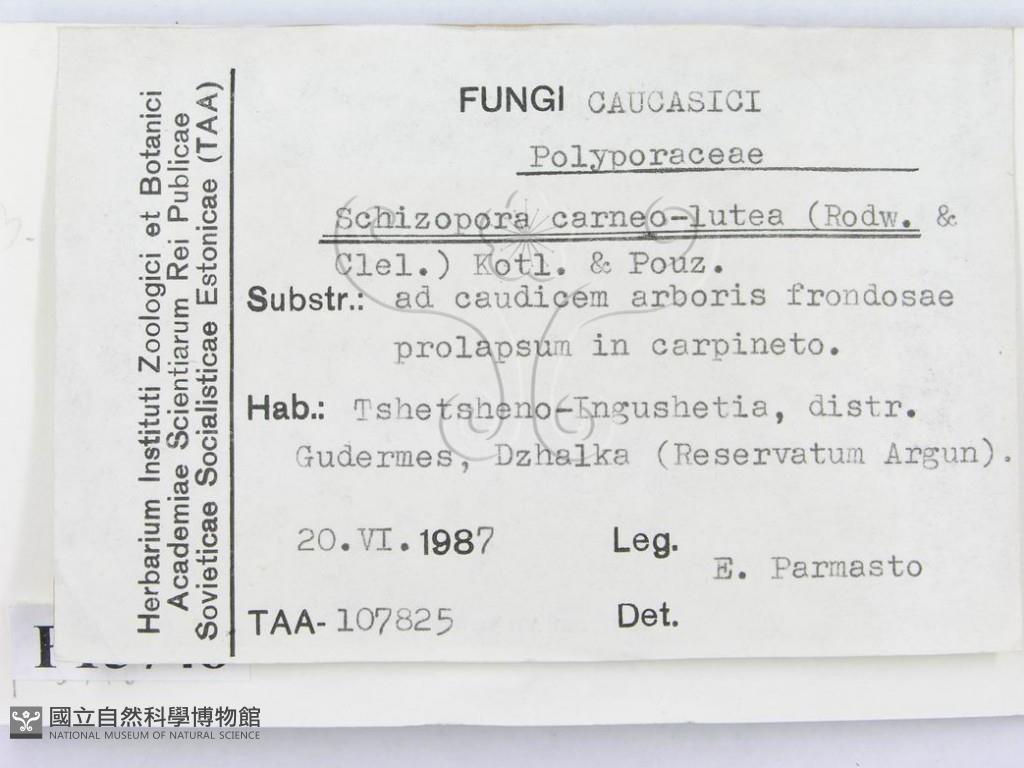 Herbarium Instituti Zoologici et Botanici
Academiae Scientiarum Rei Publicae
Sovieticae Socialisticae Estonicae (TAA)
FUNGI CAUCASICI
Polyporaceae
Schizopora carneo-lutea (Rodw. &
Clel.) Kotl. & Pouz.
Substr.: ad caudicem arboris frondosae
prolapsum in carpineto.
Hab.: Tshetsheno-Ingushetia, distr.
Gudermes, Dzhalka (Reservatum Argun).
20.VI.1987 Leg.
E. Parmasto
TAA-107825 Det.
國立自然科學博物館
NATIONAL MUSEUM OF NATURAL SCIENCE